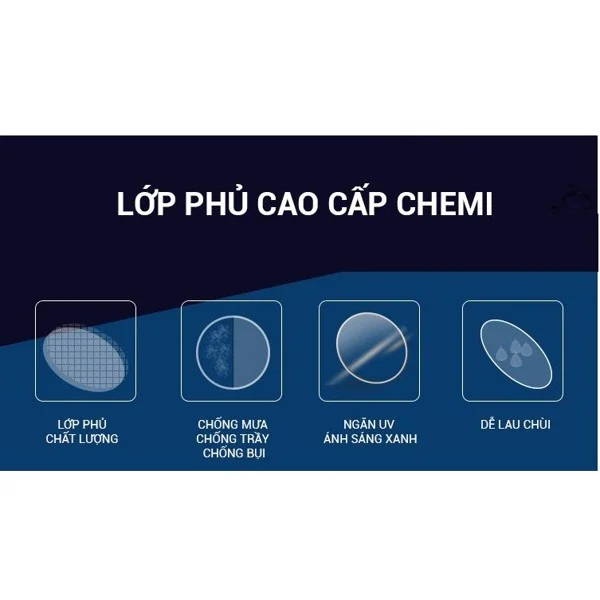 LỚP PHỦ CAO CẤP CHEMI
LỚP PHỦ
CHẤT LƯỢNG
CHỐNG MƯA
CHỐNG TRẦY
CHỐNG BỤI
NGĂN UV
ÁNH SÁNG XANH
DỄ LAU CHÙI